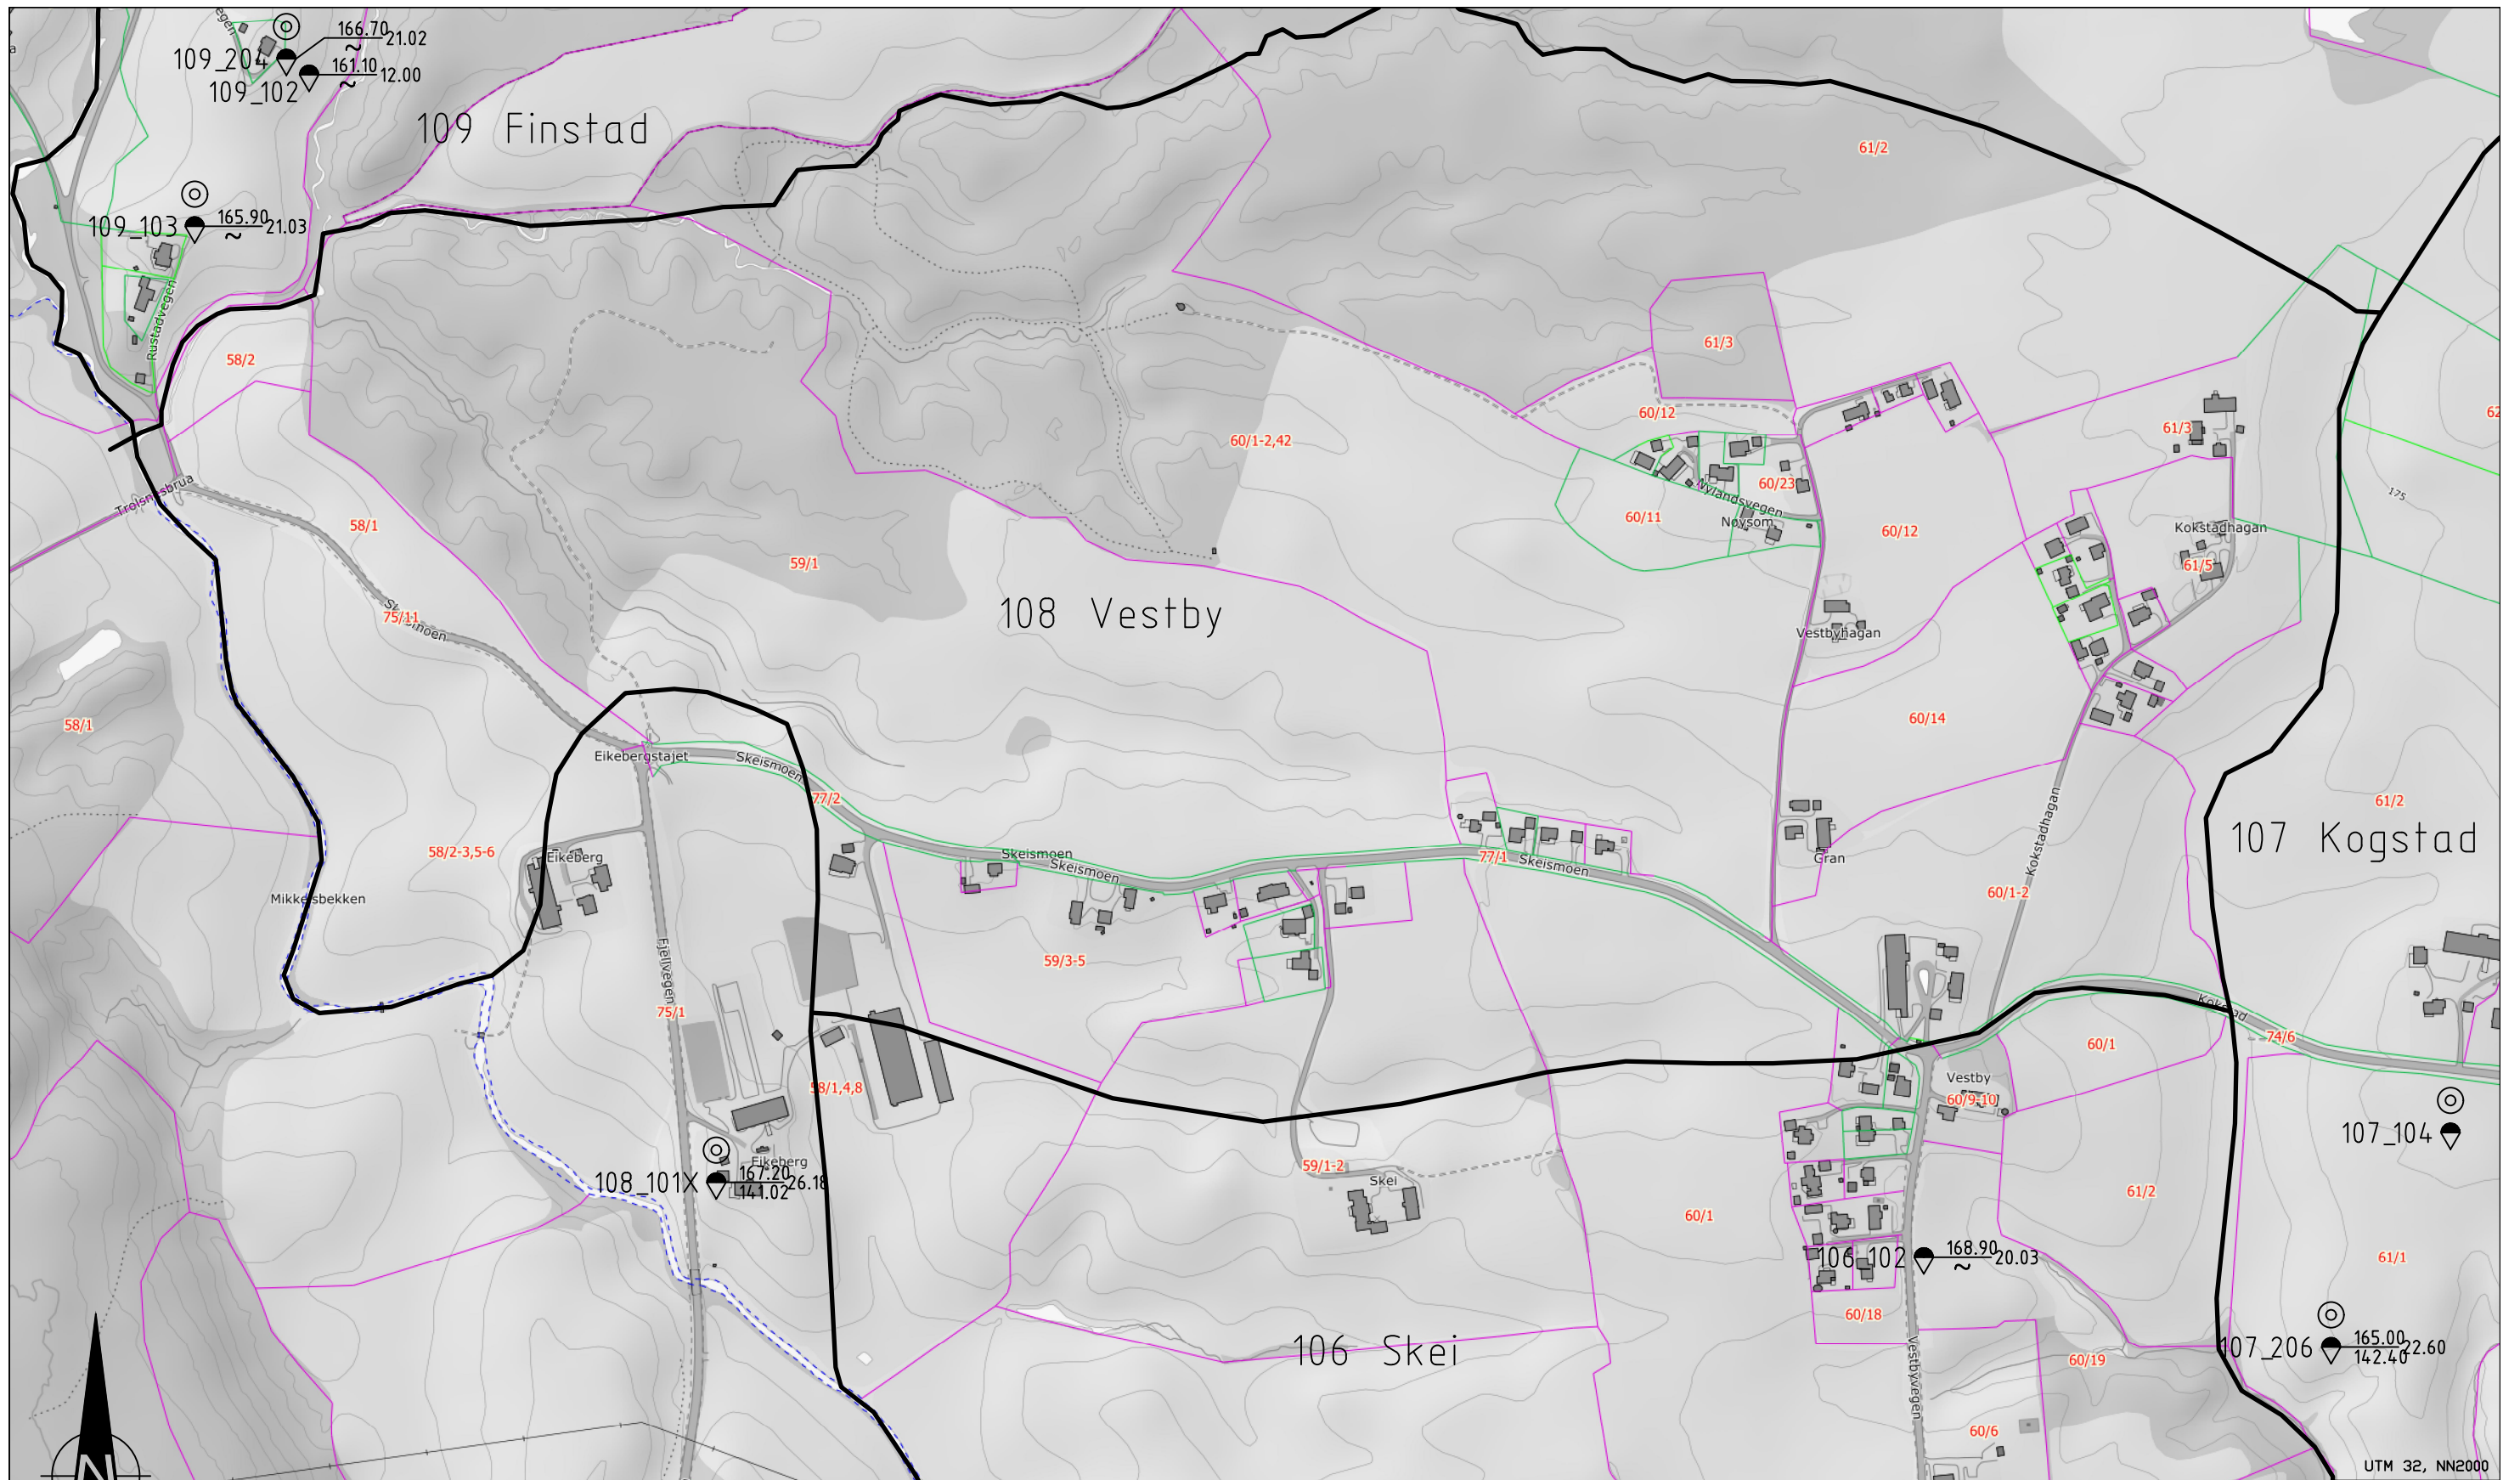 166.70
109_204
21.02
~
161.10
109_102
12.00
~
109 Finstad
61/2
109_103
165.90
21.03
~
Rustadvegen
58/2
61/3
60/12
61/3
60/1-2,42
60/23
Nylandsvegen
60/11
Nøysom
60/12
175
Kokstadhagan
61/5
Trolsnesbrua
58/1
59/1
108 Vestby
75/11
Vestbyhagan
58/1
60/14
Eikebergstajet
Skeismoen
77/2
61/2
107 Kogstad
58/2-3,5-6
Eikeberg
Skeismoen
Skeismoen
77/1
Skeismoen
Gran
Kokstadhagan
60/1-2
Mikkelsbekken
59/3-5
Fjellvegen
75/1
74/6
60/1
58/1,4,8
Vestby
60/9-10
107_104
Eikeberg
108_101X
167.20
26.18
141.02
59/1-2
Skei
61/2
60/1
106_102
168.90
20.03
~
61/1
60/18
106 Skei
Vestbyvegen
60/19
107_206
165.00
22.60
142.40
60/6
N
UTM 32, NN2000